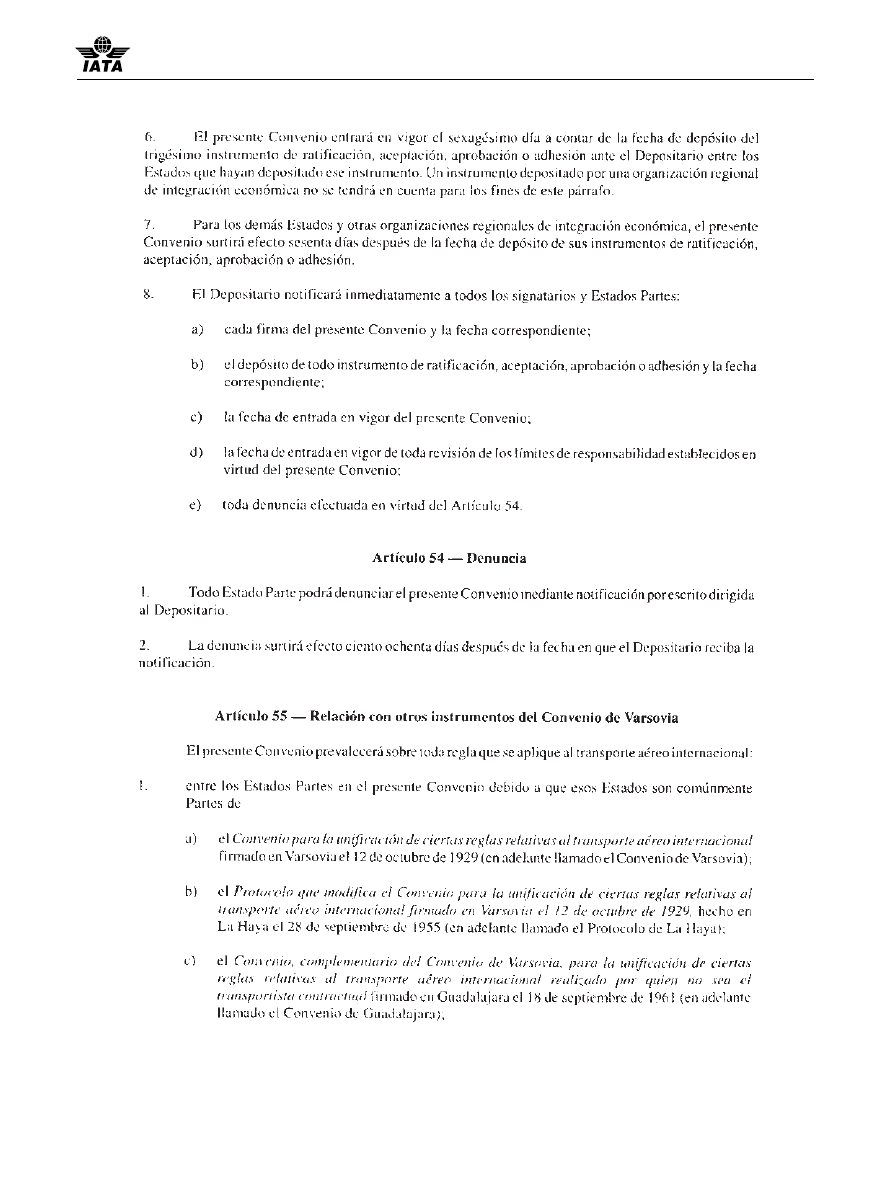 IATA
6. El presente Convenio entrará en vigor el sexagésimo día a contar de la fecha de depósito del
trigésimo instrumento de ratificación, aceptación, aprobación o adhesión ante el Depositario entre los
Estados que hayan depositado ese instrumento. Un instrumento depositado por una organización regional
de integración económica no se tendrá en cuenta para los fines de este párrafo.
7. Para los demás Estados y otras organizaciones regionales de integración económica, el presente
Convenio surtirá efecto sesenta días después de la fecha de depósito de sus instrumentos de ratificación,
aceptación, aprobación o adhesión.
8. El Depositario notificará inmediatamente a todos los signatarios y Estados Partes:
a) cada firma del presente Convenio y la fecha correspondiente;
b) el depósito de todo instrumento de ratificación, aceptación, aprobación o adhesión y la fecha
correspondiente;
c) la fecha de entrada en vigor del presente Convenio;
d) la fecha de entrada en vigor de toda revisión de los límites de responsabilidad establecidos en
virtud del presente Convenio;
e) toda denuncia efectuada en virtud del Artículo 54.
Artículo 54 — Denuncia
1. Todo Estado Parte podrá denunciar el presente Convenio mediante notificación por escrito dirigida
al Depositario.
2. La denuncia surtirá efecto ciento ochenta días después de la fecha en que el Depositario reciba la
notificación.
Artículo 55 — Relación con otros instrumentos del Convenio de Varsovia
El presente Convenio prevalecerá sobre toda regla que se aplique al transporte aéreo internacional:
1. entre los Estados Partes en el presente Convenio debido a que esos Estados son comúnmente
Partes de
a) el Convenio para la unificación de ciertas reglas relativas al transporte aéreo internacional
firmado en Varsovia el 12 de octubre de 1929 (en adelante llamado el Convenio de Varsovia);
b) el Protocolo que modifica el Convenio para la unificación de ciertas reglas relativas al
transporte aéreo internacional firmado en Varsovia el 12 de octubre de 1929, hecho en
La Haya el 28 de septiembre de 1955 (en adelante llamado el Protocolo de La Haya);
c) el Convenio, complementario del Convenio de Varsovia, para la unificación de ciertas
reglas relativas al transporte aéreo internacional realizado por quien no sea el
transportista contractual firmado en Guadalajara el 18 de septiembre de 1961 (en adelante
llamado el Convenio de Guadalajara);